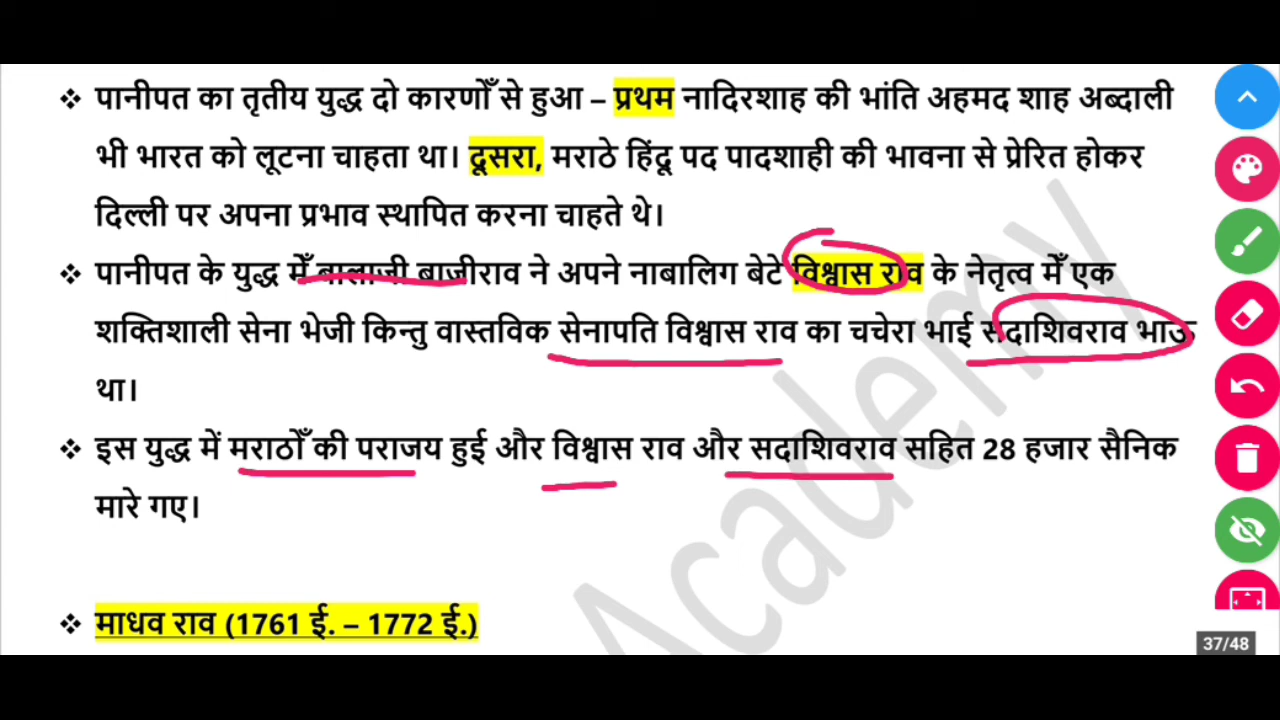 ❖ पानीपत का तृतीय युद्ध दो कारणोँ से हुआ – प्रथम नादिरशाह की भांति अहमद शाह अब्दाली
भी भारत को लूटना चाहता था। दूसरा, मराठे हिंदू पद पादशाही की भावना से प्रेरित होकर
दिल्ली पर अपना प्रभाव स्थापित करना चाहते थे।
❖ पानीपत के युद्ध मेँ बालाजी बाजीराव ने अपने नाबालिग बेटे विश्वास राव के नेतृत्व मेँ एक
शक्तिशाली सेना भेजी किन्तु वास्तविक सेनापति विश्वास राव का चचेरा भाई सदाशिवराव भाऊ
था।
❖ इस युद्ध में मराठोँ की पराजय हुई और विश्वास राव और सदाशिवराव सहित 28 हजार सैनिक
मारे गए।
❖ माधव राव (1761 ई. – 1772 ई.)
Academy
37/48